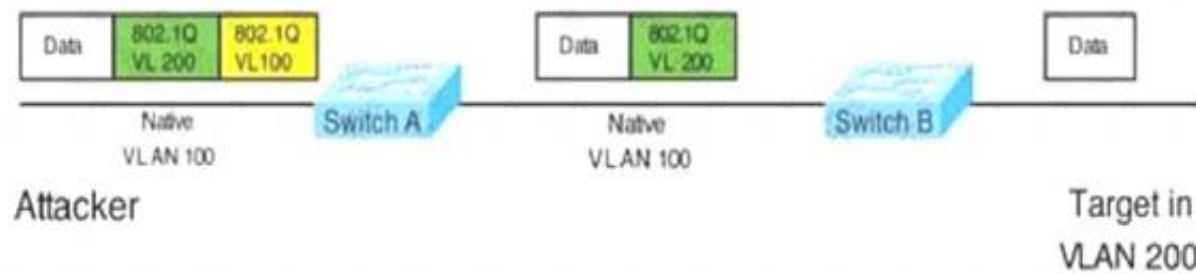 Data
802.1Q
VL 200
802.1Q
VL100
Data
802.1Q
VL 200
Data
Native
VLAN 100
Switch A
Native
VLAN 100
Switch B
Attacker
Target in
VLAN 200